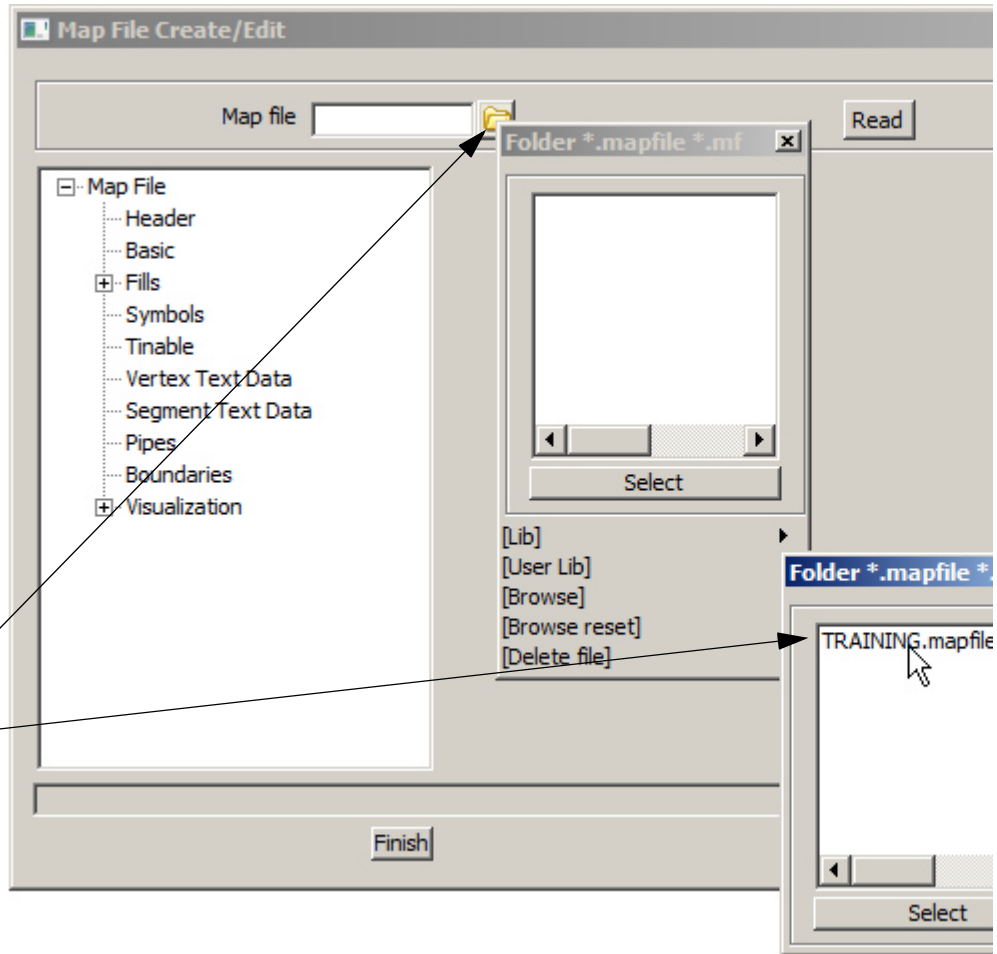 Map File Create/Edit
Map file
Read
Folder *.mapfile *.mf
Map File
Header
Basic
Fills
Symbols
Tinable
Vertex Text Data
Segment Text Data
Pipes
Boundaries
Visualization
Select
[Lib]
[User Lib]
[Browse]
[Browse reset]
[Delete file]
Folder *.mapfile *.
TRAINING.mapfile
Select
Finish